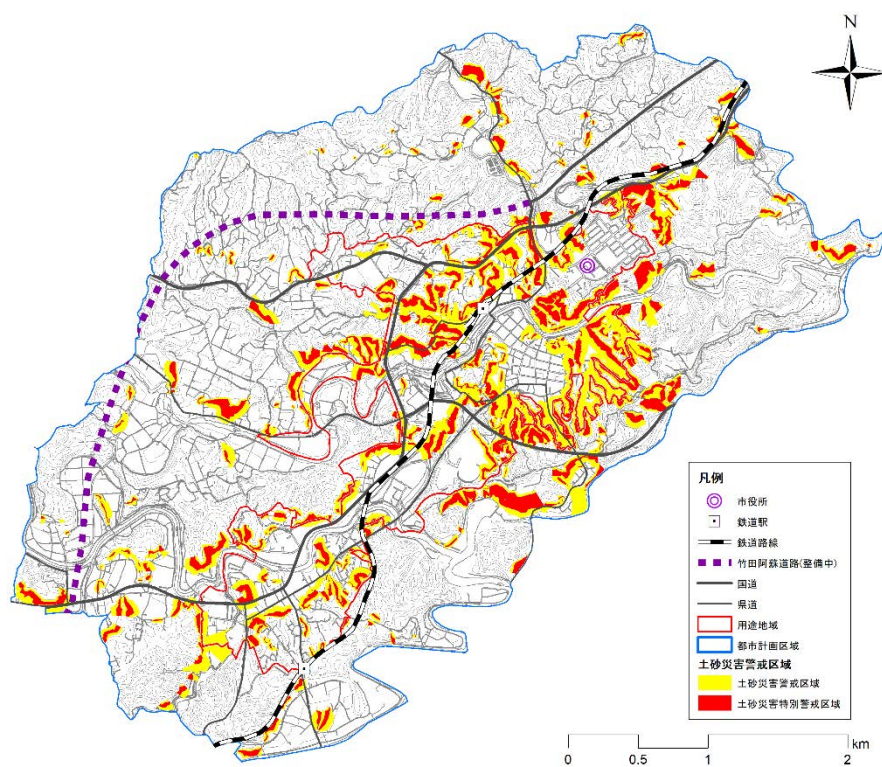 N
凡例
市役所
鉄道駅
鉄道路線
竹田阿蘇道路(整備中)
国道
県道
用途地域
都市計画区域
土砂災害警戒区域
土砂災害警戒区域
土砂災害特別警戒区域
km
0 0.5 1 2